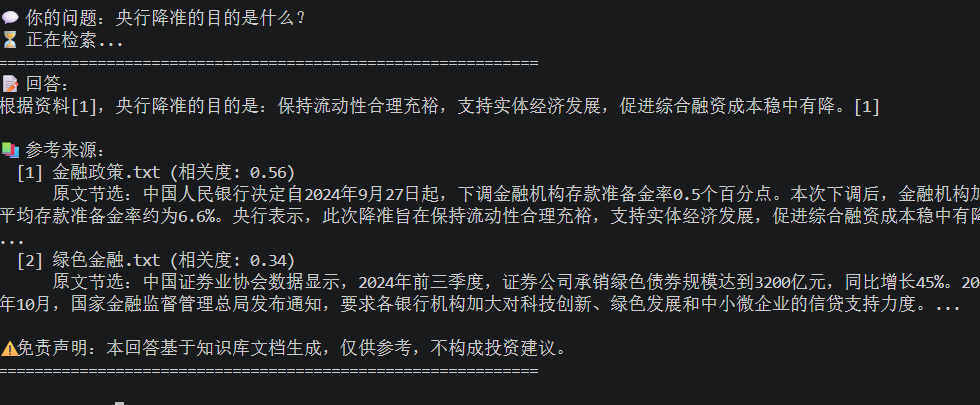 💬 你的问题：央行降准的目的是什么？
⏳ 正在检索...
============================================================
📝 回答：
根据资料[1]，央行降准的目的是：保持流动性合理充裕，支持实体经济发展，促进综合融资成本稳中有降。[1]
📚 参考来源：
[1] 金融政策.txt (相关度: 0.56)
原文节选：中国人民银行决定自2024年9月27日起，下调金融机构存款准备金率0.5个百分点。本次下调后，金融机构加
平均存款准备金率约为6.6%。央行表示，此次降准旨在保持流动性合理充裕，支持实体经济发展，促进综合融资成本稳中有降
...
[2] 绿色金融.txt (相关度: 0.34)
原文节选：中国证券业协会数据显示，2024年前三季度，证券公司承销绿色债券规模达到3200亿元，同比增长45%。20
年10月，国家金融监督管理总局发布通知，要求各银行机构加大对科技创新、绿色发展和中小微企业的信贷支持力度。...
⚠️免责声明：本回答基于知识库文档生成，仅供参考，不构成投资建议。
============================================================